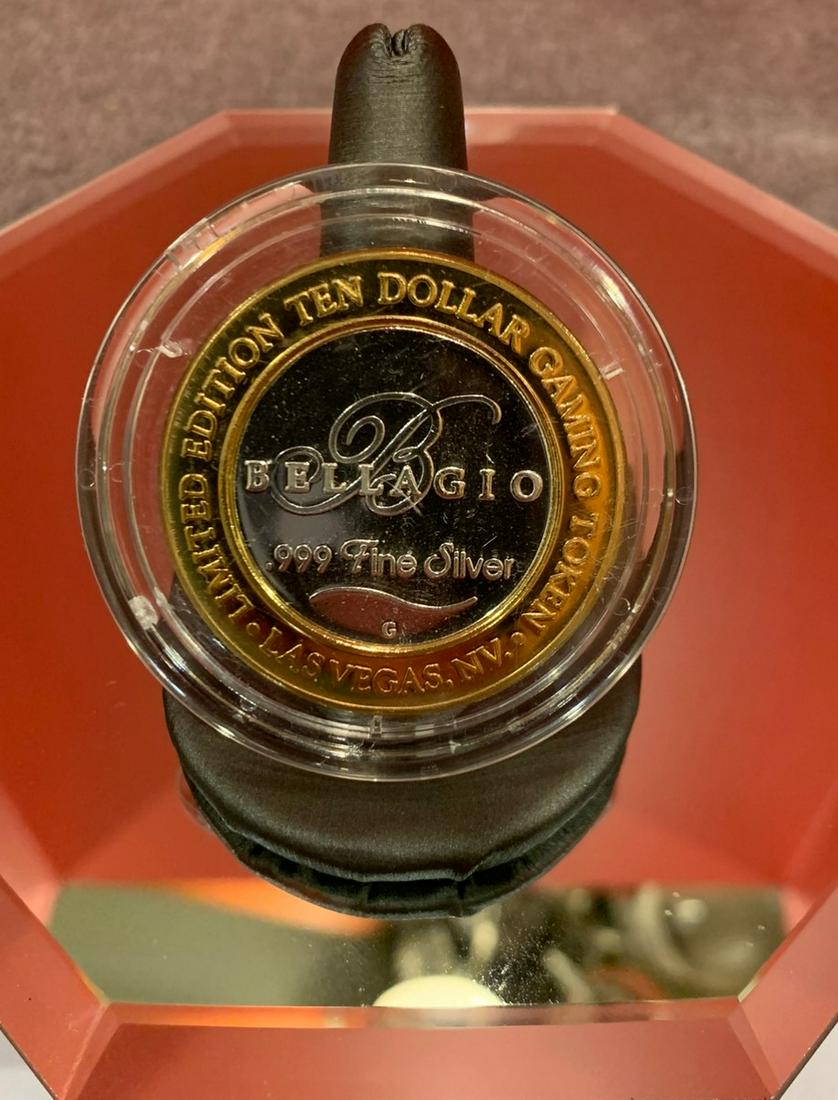 LIMITED EDITION TEN DOLLAR GAMING TOKEN
B
BELLAGIO
.999 Fine Silver
G
• LAS VEGAS, NV. •